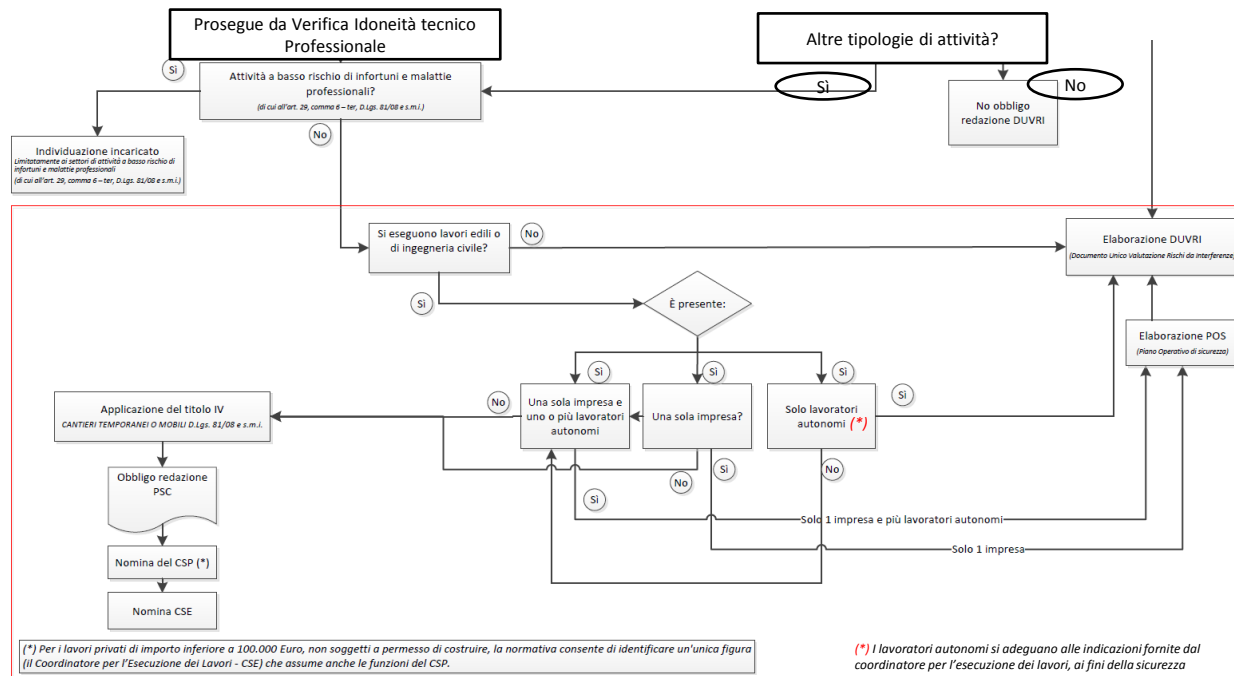 Prosegue da Verifica Idoneità tecnico
Professionale
Altre tipologie di attività?
Sì
Attività a basso rischio di infortuni e malattie
professionali?
(di cui all'art. 29, comma 6 – ter, D.Lgs. 81/08 e s.m.i.)
Sì
No
No obbligo
redazione DUVRI
No
Individuazione incaricato
Limitatamente ai settori di attività a basso rischio di
infortuni e malattie professionali
(di cui all'art. 29, comma 6 – ter, D.Lgs. 81/08 e s.m.i.)
Si eseguono lavori edili o
di ingegneria civile?
No
Elaborazione DUVRI
(Documento Unico Valutazione Rischi da Interferenze)
Sì
È presente:
Elaborazione POS
(Piano Operativo di sicurezza)
Sì
Sì
Sì
Applicazione del titolo IV
CANTIERI TEMPORANEI O MOBILI D.Lgs. 81/08 e s.m.i.
No
Una sola impresa e
uno o più lavoratori
autonomi
Una sola impresa?
Solo lavoratori
autonomi (*)
Sì
Obbligo redazione
PSC
Sì
No
Sì
No
Solo 1 impresa e più lavoratori autonomi
Solo 1 impresa
Nomina del CSP (*)
Nomina CSE
(*) Per i lavori privati di importo inferiore a 100.000 Euro, non soggetti a permesso di costruire, la normativa consente di identificare un'unica figura
(il Coordinatore per l'Esecuzione dei Lavori - CSE) che assume anche le funzioni del CSP.
(*) I lavoratori autonomi si adeguano alle indicazioni fornite dal
coordinatore per l'esecuzione dei lavori, ai fini della sicurezza